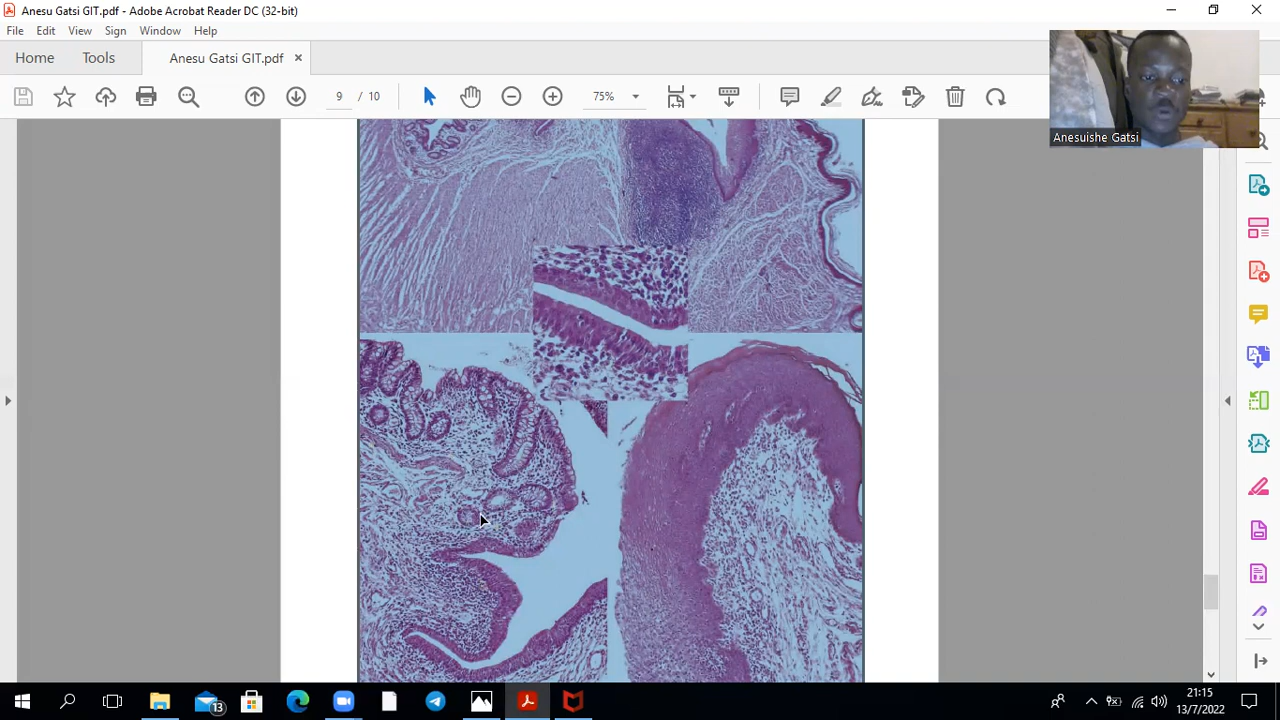 Anesu Gatsi GIT.pdf - Adobe Acrobat Reader DC (32-bit)
File Edit View Sign Window Help
Home Tools Anesu Gatsi GIT.pdf ×
9 / 10 75%
Anesuishe Gatsi
13
21:15
13/7/2022